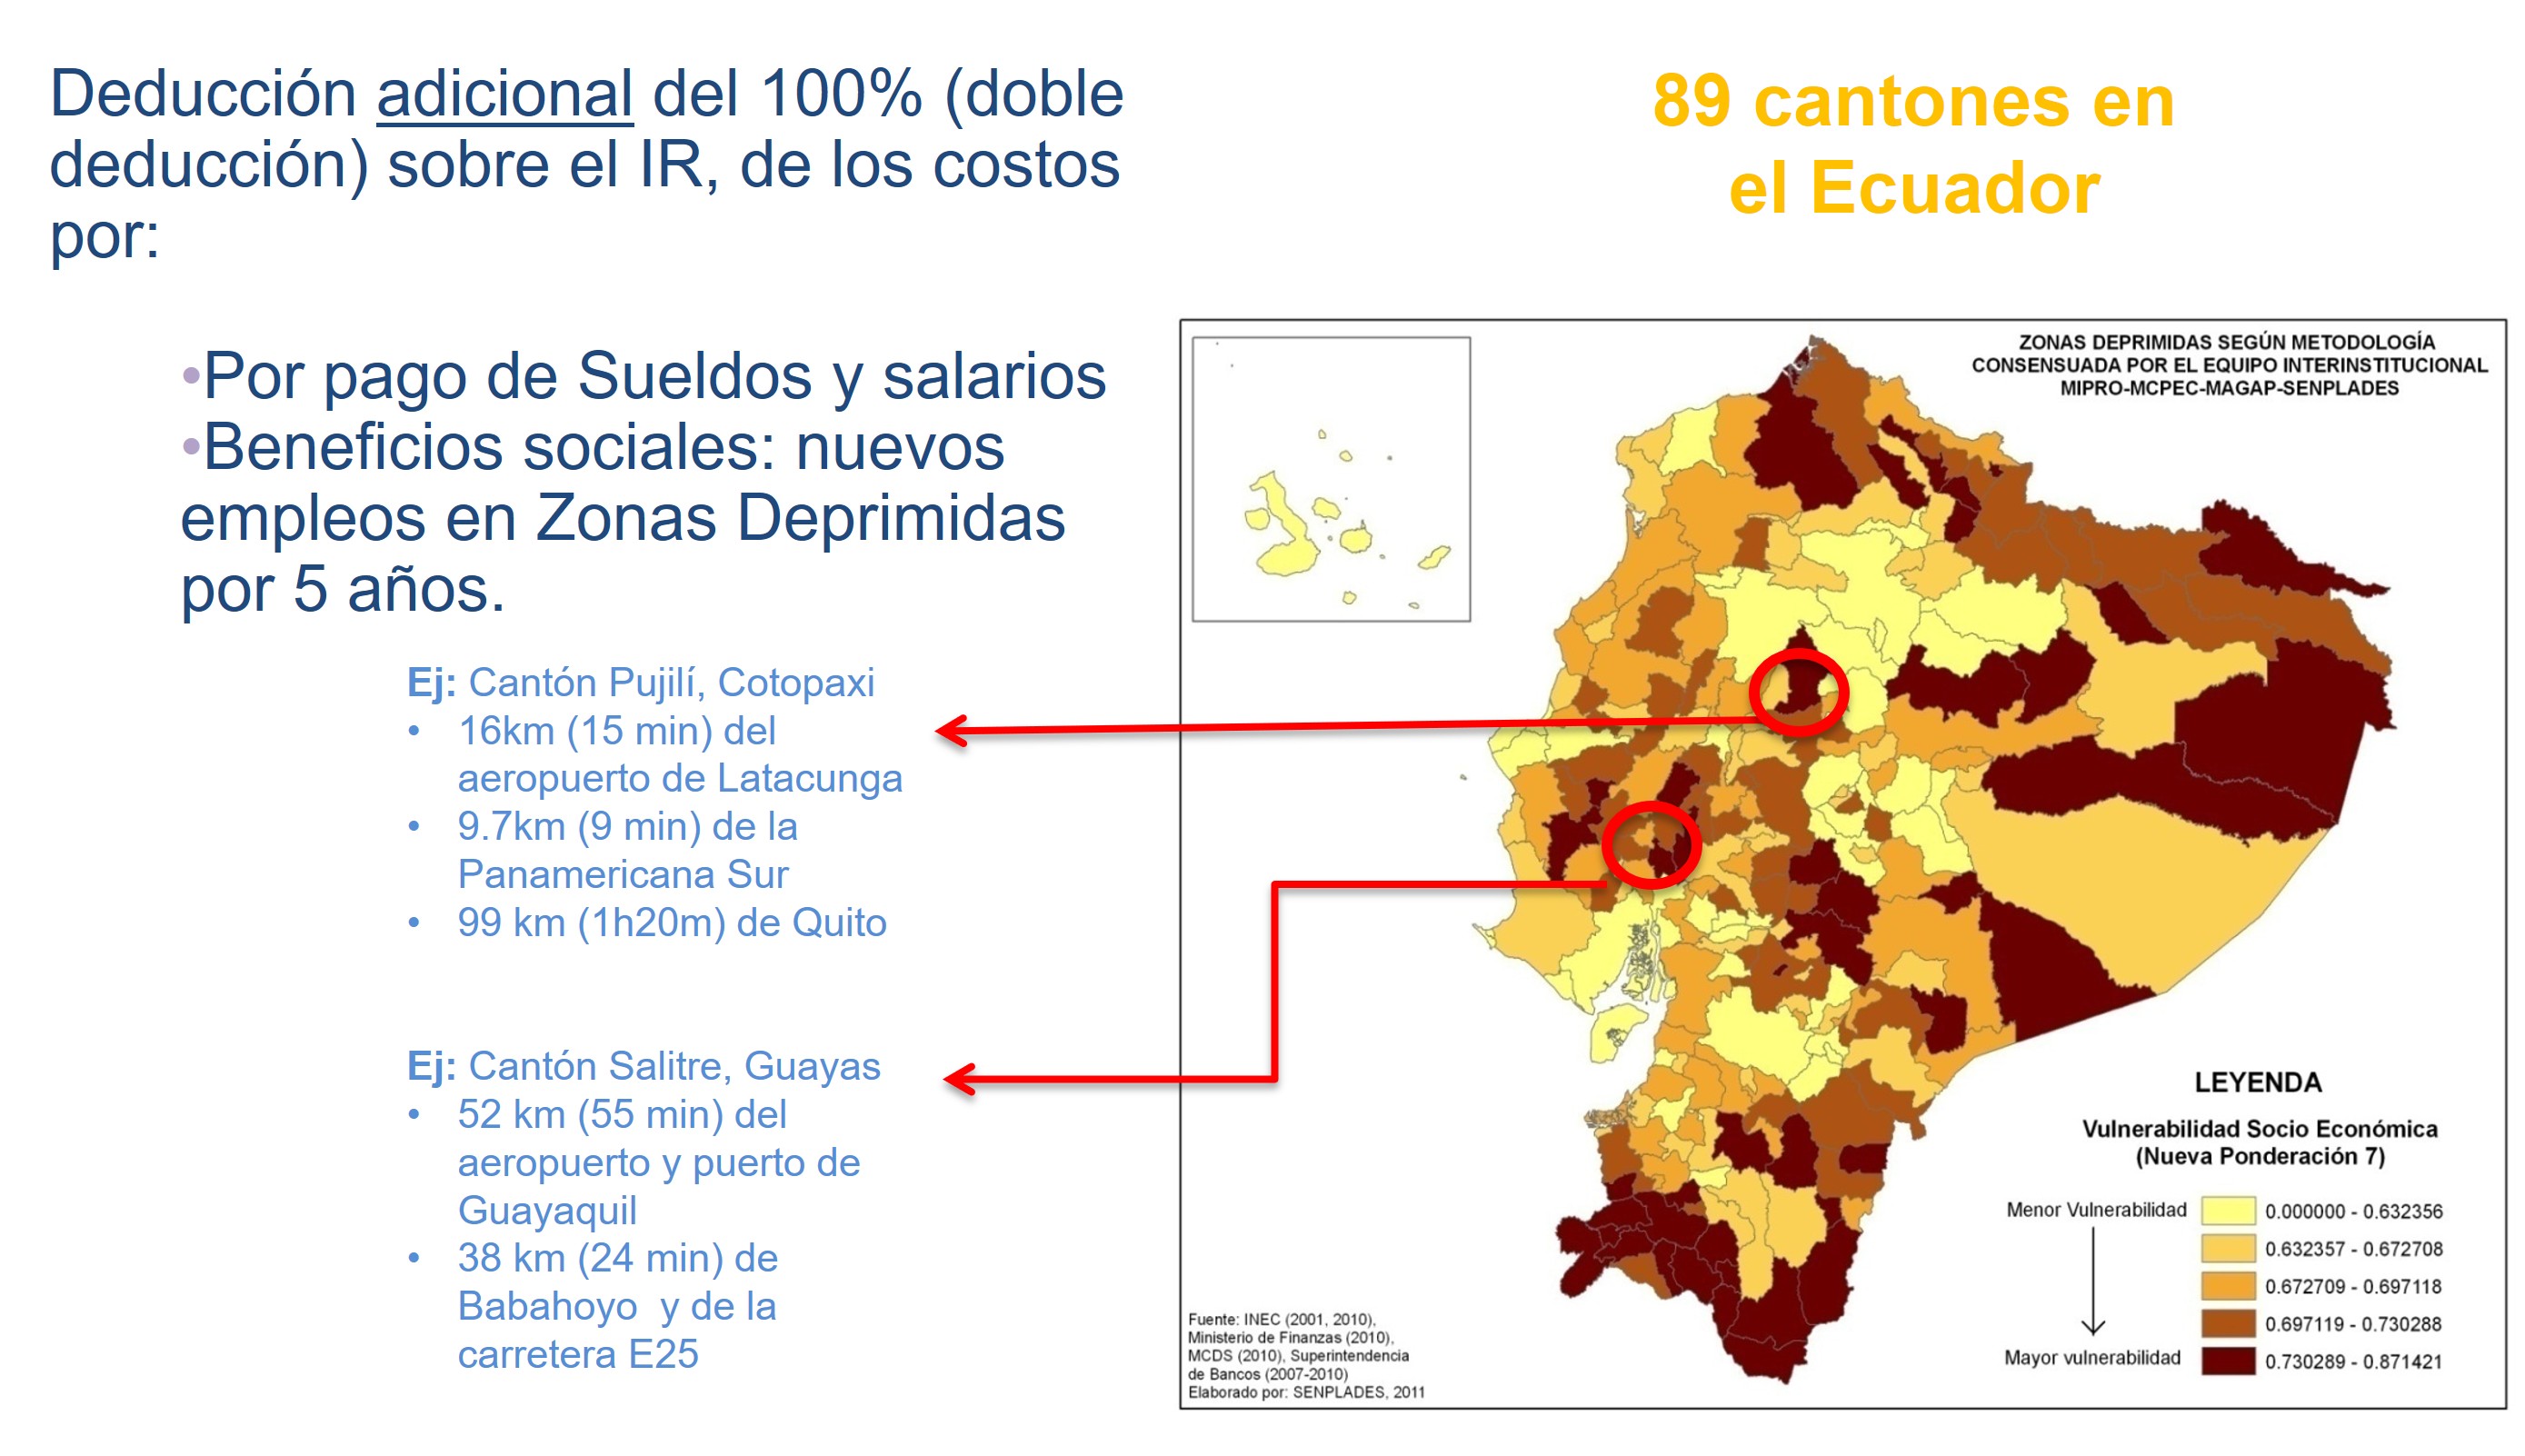 Deducción adicional del 100% (doble
deducción) sobre el IR, de los costos
por:
•Por pago de Sueldos y salarios
•Beneficios sociales: nuevos
empleos en Zonas Deprimidas
por 5 años.
Ej: Cantón Pujilí, Cotopaxi
• 16km (15 min) del
aeropuerto de Latacunga
• 9.7km (9 min) de la
Panamericana Sur
• 99 km (1h20m) de Quito
Ej: Cantón Salitre, Guayas
• 52 km (55 min) del
aeropuerto y puerto de
Guayaquil
• 38 km (24 min) de
Babahoyo  y de la
carretera E25
89 cantones en
el Ecuador
ZONAS DEPRIMIDAS SEGÚN METODOLOGÍA
CONSENSUADA POR EL EQUIPO INTERINSTITUCIONAL
MIPRO-MCPEC-MAGAP-SENPLADES
LEYENDA
Vulnerabilidad Socio Económica
(Nueva Ponderación 7)
Menor Vulnerabilidad
0.000000 - 0.632356
0.632357 - 0.672708
0.672709 - 0.697118
0.697119 - 0.730288
Mayor vulnerabilidad
0.730289 - 0.871421
Fuente: INEC (2001, 2010),
Ministerio de Finanzas (2010),
MCDS (2010), Superintendencia
de Bancos (2007-2010)
Elaborado por: SENPLADES, 2011